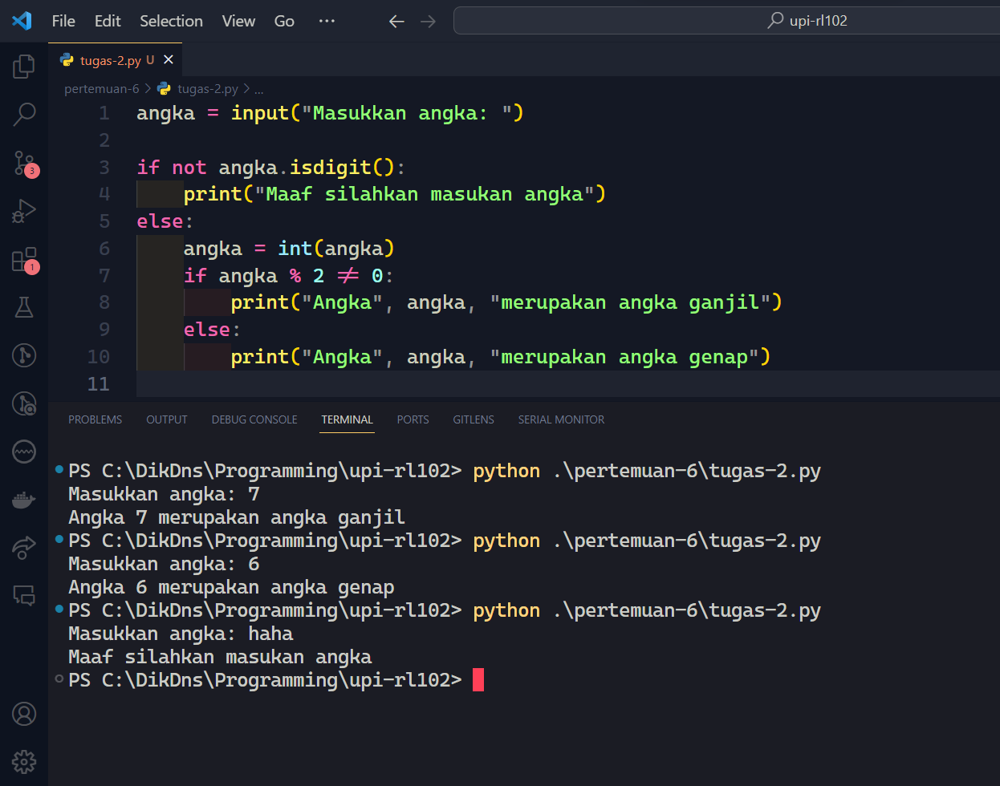 File Edit Selection View Go ··· upi-rl102
tugas-2.py U
pertemuan-6 > tugas-2.py > ...
1 angka = input("Masukkan angka: ")
2
3 if not angka.isdigit():
4 print("Maaf silahkan masukan angka")
5 else:
6 angka = int(angka)
7 if angka % 2 != 0:
8 print("Angka", angka, "merupakan angka ganjil")
9 else:
10 print("Angka", angka, "merupakan angka genap")
11
3
1
PROBLEMS OUTPUT DEBUG CONSOLE TERMINAL PORTS GITLENS SERIAL MONITOR
PS C:\DikDns\Programming\upi-rl102> python .\pertemuan-6\tugas-2.py
Masukkan angka: 7
Angka 7 merupakan angka ganjil
PS C:\DikDns\Programming\upi-rl102> python .\pertemuan-6\tugas-2.py
Masukkan angka: 6
Angka 6 merupakan angka genap
PS C:\DikDns\Programming\upi-rl102> python .\pertemuan-6\tugas-2.py
Masukkan angka: haha
Maaf silahkan masukan angka
PS C:\DikDns\Programming\upi-rl102>